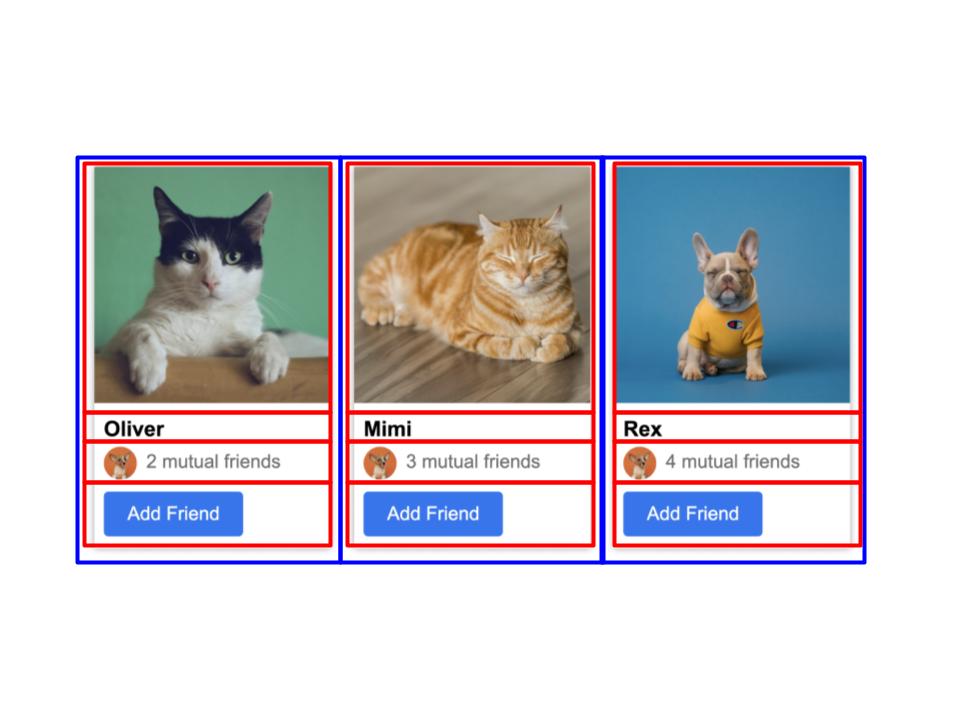 Oliver
2 mutual friends
Add Friend
Mimi
3 mutual friends
Add Friend
Rex
4 mutual friends
Add Friend